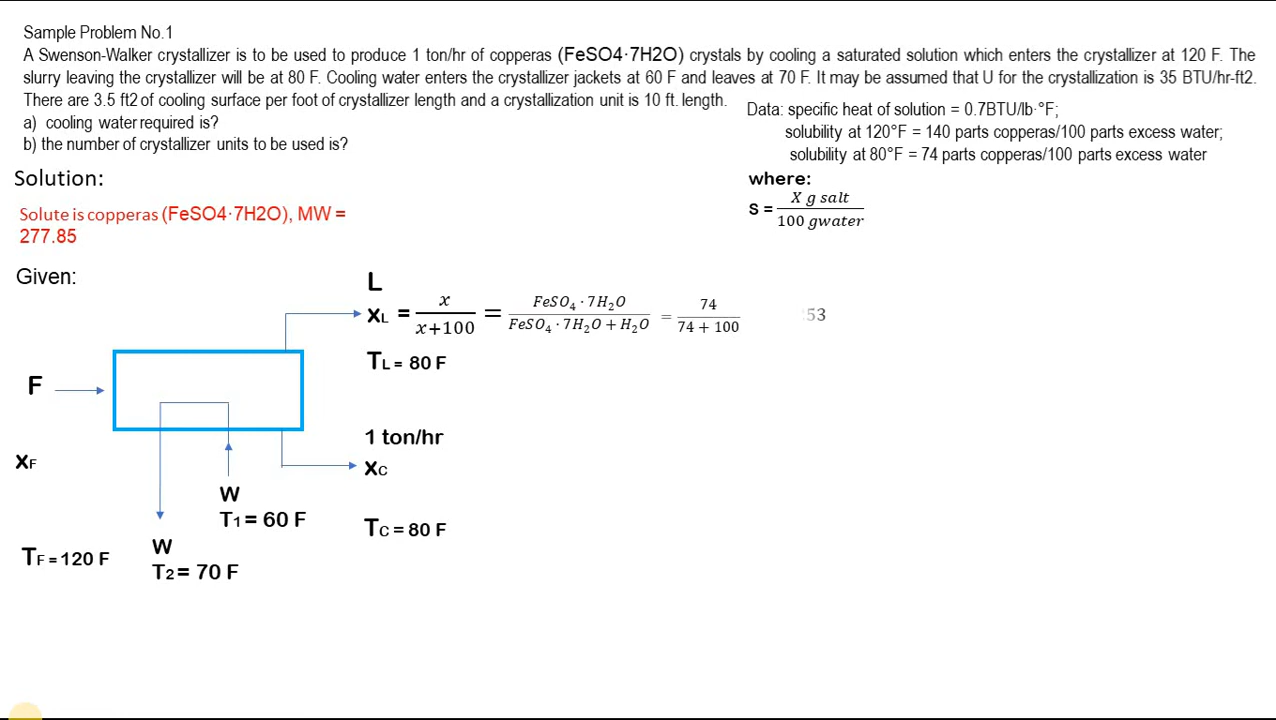 Sample Problem No.1
A Swenson-Walker crystallizer is to be used to produce 1 ton/hr of copperas (FeSO4·7H2O) crystals by cooling a saturated solution which enters the crystallizer at 120 F. The
slurry leaving the crystallizer will be at 80 F. Cooling water enters the crystallizer jackets at 60 F and leaves at 70 F. It may be assumed that U for the crystallization is 35 BTU/hr-ft2.
There are 3.5 ft2 of cooling surface per foot of crystallizer length and a crystallization unit is 10 ft. length.
a) cooling water required is?
b) the number of crystallizer units to be used is?
Data: specific heat of solution = 0.7BTU/lb·°F;
solubility at 120°F = 140 parts copperas/100 parts excess water;
solubility at 80°F = 74 parts copperas/100 parts excess water
where:
S = X g salt / 100 gwater
Solution:
Solute is copperas (FeSO4·7H2O), MW =
277.85
Given:
L
XL = x / x+100 = FeSO4 · 7H2O / FeSO4 · 7H2O + H2O = 74 / 74 + 100 53
TL = 80 F
F
1 ton/hr
XF
XC
W
T1 = 60 F
TC = 80 F
TF = 120 F
W
T2 = 70 F